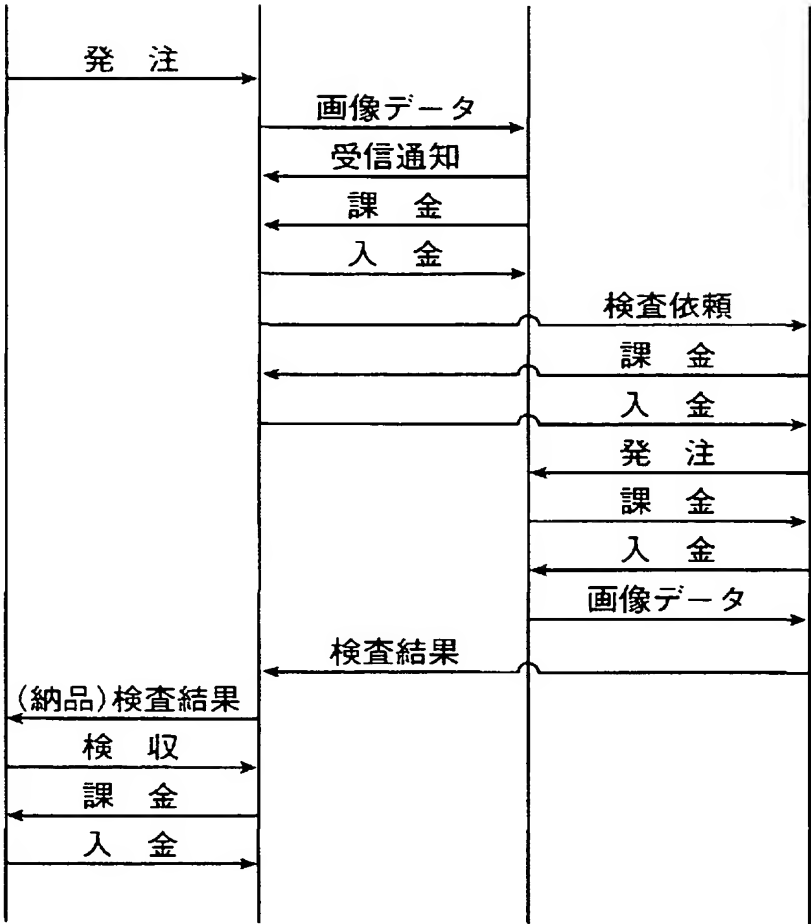 発　注
画像データ
受信通知
課　金
入　金
検査依頼
課　金
入　金
発　注
課　金
入　金
画像データ
検査結果
(納品)検査結果
検　収
課　金
入　金